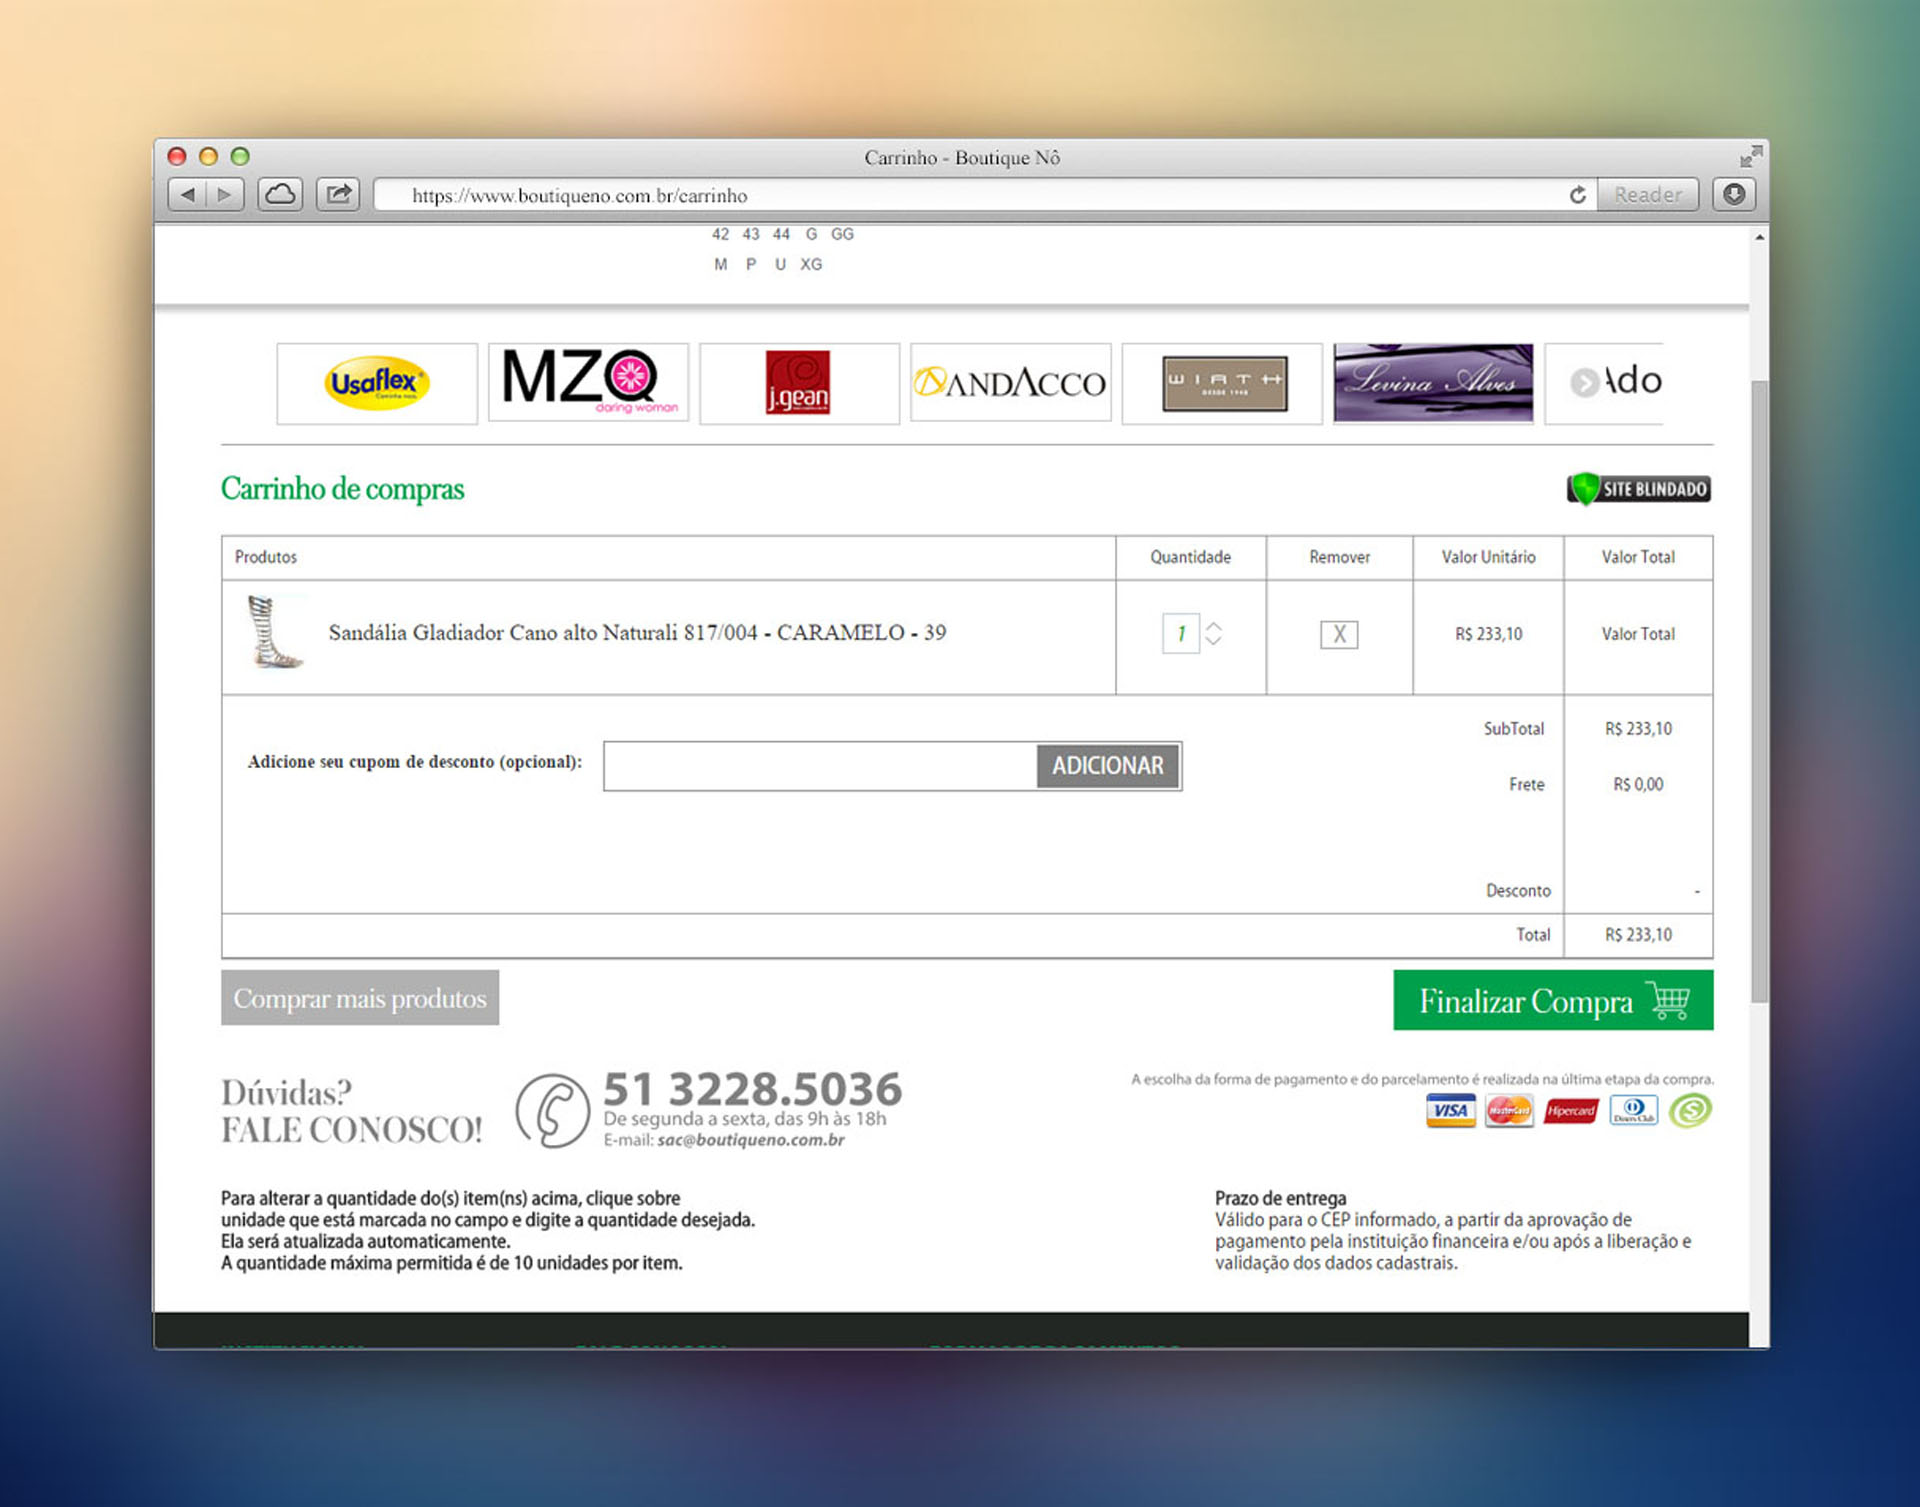 Carrinho - Boutique Nô
https://www.boutiqueno.com.br/carrinho
Reader
42 43 44 G GG
M P U XG
Usaflex
MZQ
daring woman
j.gean
ANDACCO
WIRTH
DESDE 1948
Levina Alves
Ado
Carrinho de compras
SITE BLINDADO
Produtos Quantidade Remover Valor Unitário Valor Total
Sandália Gladiador Cano alto Naturali 817/004 - CARAMELO - 39 1 X R$ 233,10 Valor Total
SubTotal R$ 233,10
Adicione seu cupom de desconto (opcional): ADICIONAR
Frete R$ 0,00
Desconto -
Total R$ 233,10
Comprar mais produtos
Finalizar Compra
Dúvidas?
FALE CONOSCO!
51 3228.5036
De segunda a sexta, das 9h às 18h
E-mail: sac@boutiqueno.com.br
A escolha da forma de pagamento e do parcelamento é realizada na última etapa da compra.
VISA MasterCard Hipercard Diners Club
Para alterar a quantidade do(s) item(ns) acima, clique sobre
unidade que está marcada no campo e digite a quantidade desejada.
Ela será atualizada automaticamente.
A quantidade máxima permitida é de 10 unidades por item.
Prazo de entrega
Válido para o CEP informado, a partir da aprovação de
pagamento pela instituição financeira e/ou após a liberação e
validação dos dados cadastrais.